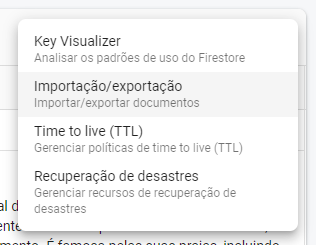 Key Visualizer
Analisar os padrões de uso do Firestore
Importação/exportação
Importar/exportar documentos
Time to live (TTL)
Gerenciar políticas de time to live (TTL)
Recuperação de desastres
Gerenciar recursos de recuperação de
desastres